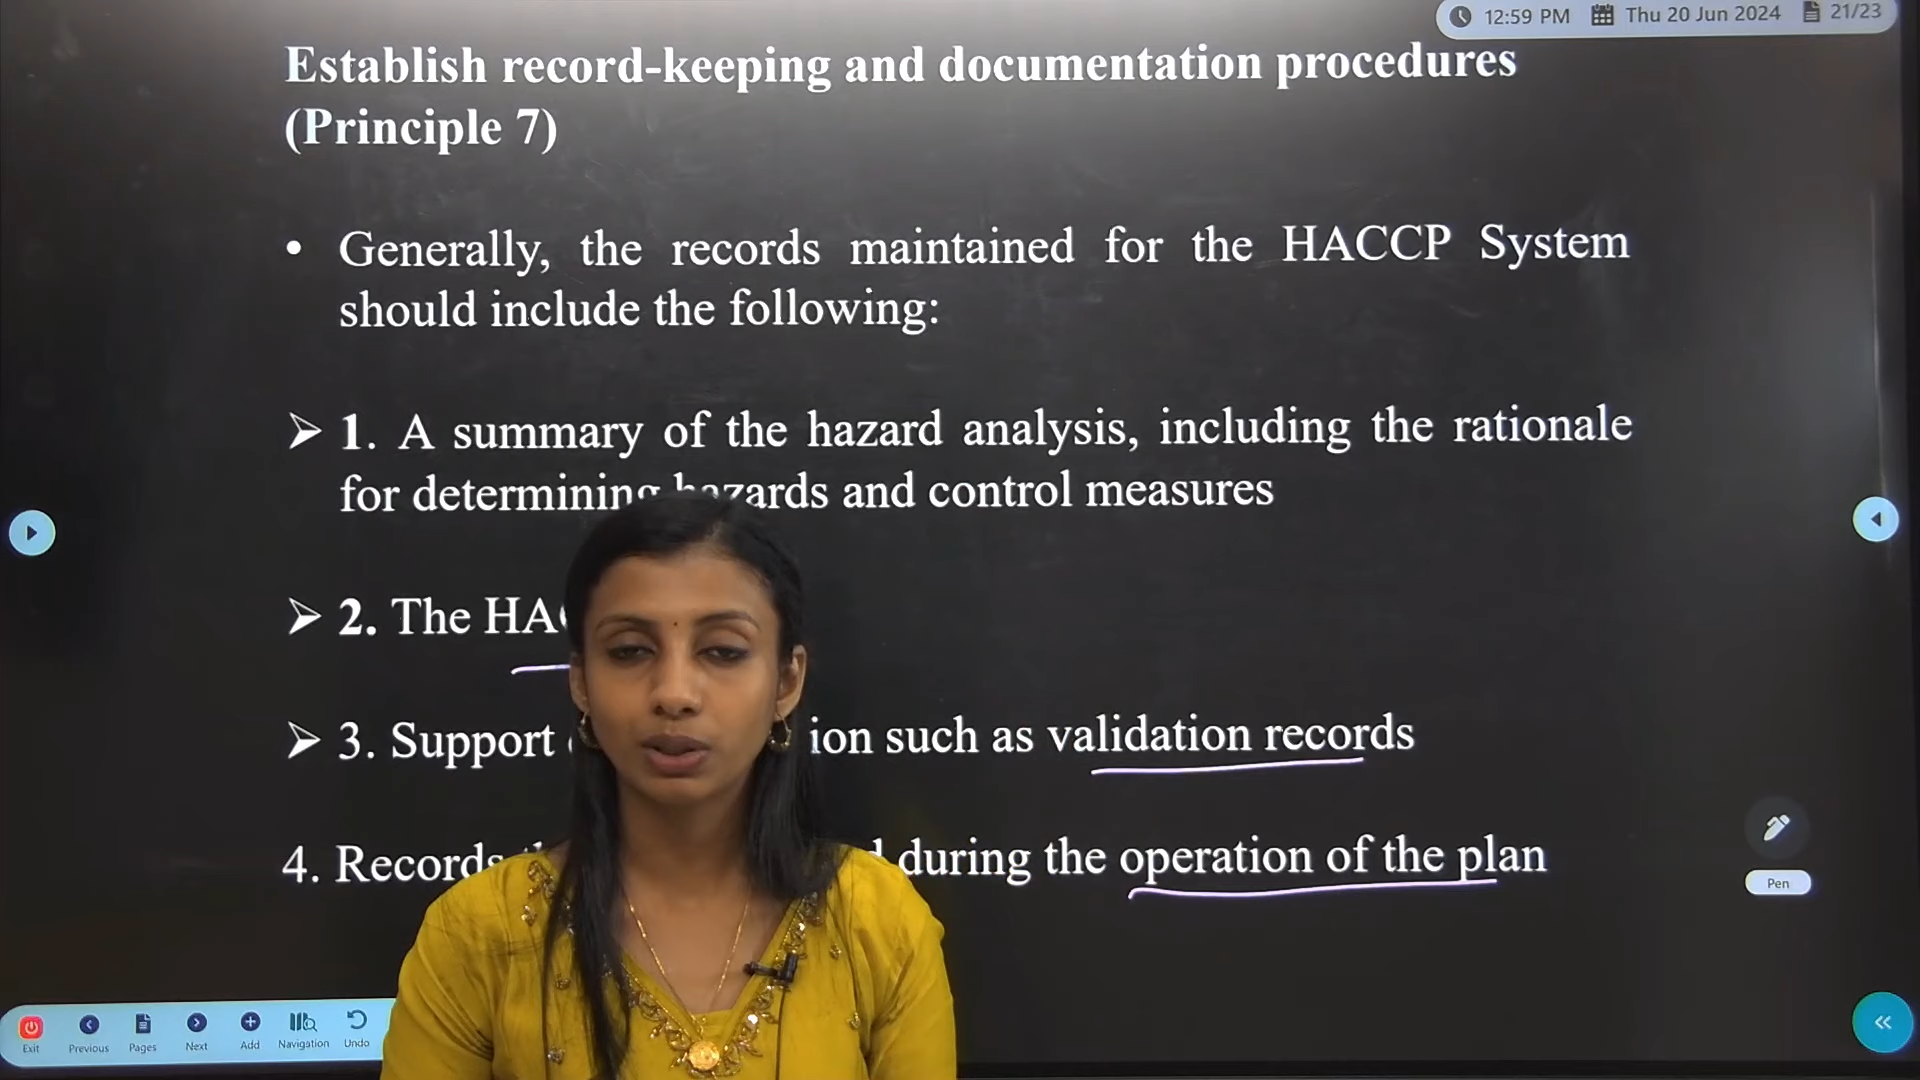 12:59 PM Thu 20 Jun 2024 21/23
Establish record-keeping and documentation procedures
(Principle 7)
• Generally, the records maintained for the HACCP System
should include the following:
➢ 1. A summary of the hazard analysis, including the rationale
for determining hazards and control measures
➢ 2. The
➢ 3. Support such as validation records
4. Records during the operation of the plan
Pen
Exit Previous Pages Next Add Navigation Undo